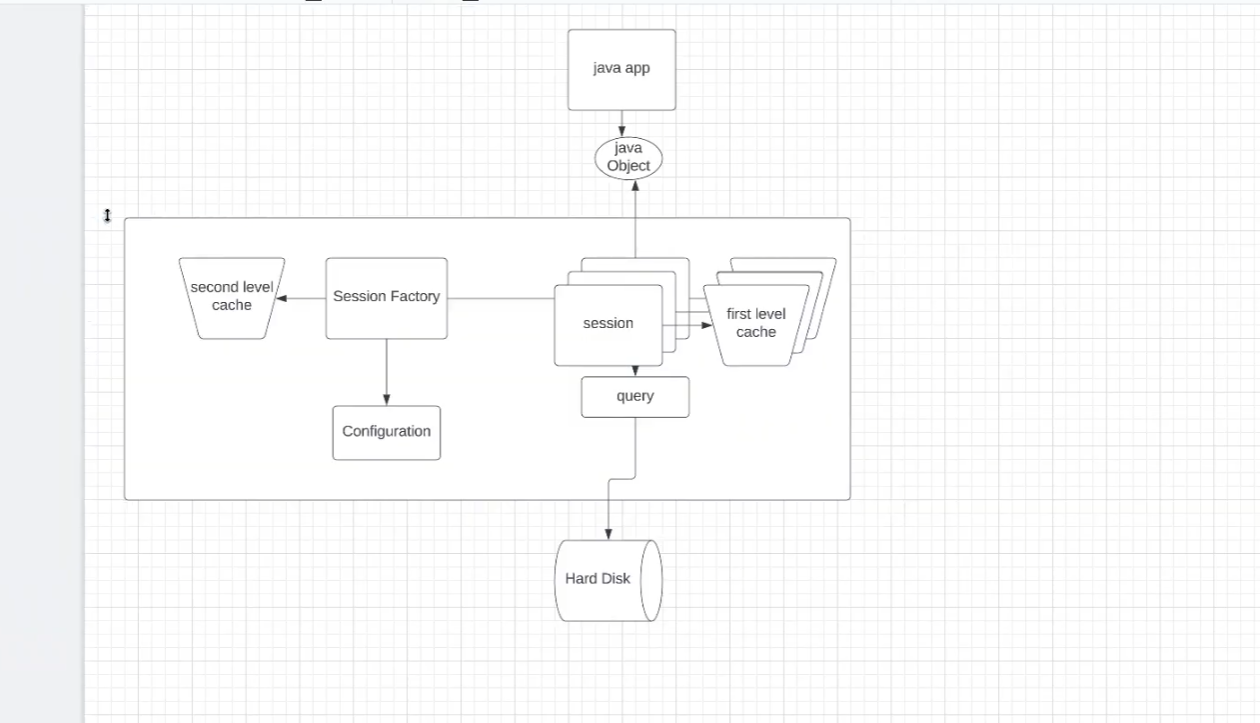 java app
java
Object
second level
cache
Session Factory
session
first level
cache
query
Configuration
Hard Disk